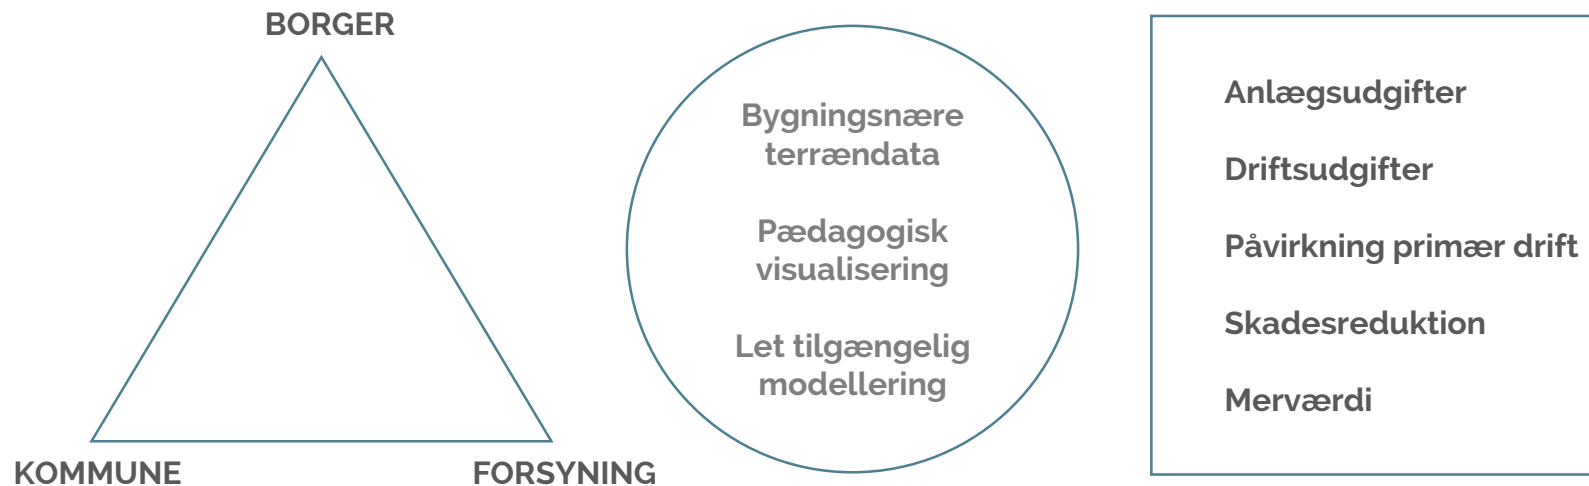 BORGER
KOMMUNE
FORSYNING
Bygningsnære
terrændata
Pædagogisk
visualisering
Let tilgængelig
modellering
Anlægsudgifter
Driftsudgifter
Påvirkning primær drift
Skadesreduktion
Merværdi